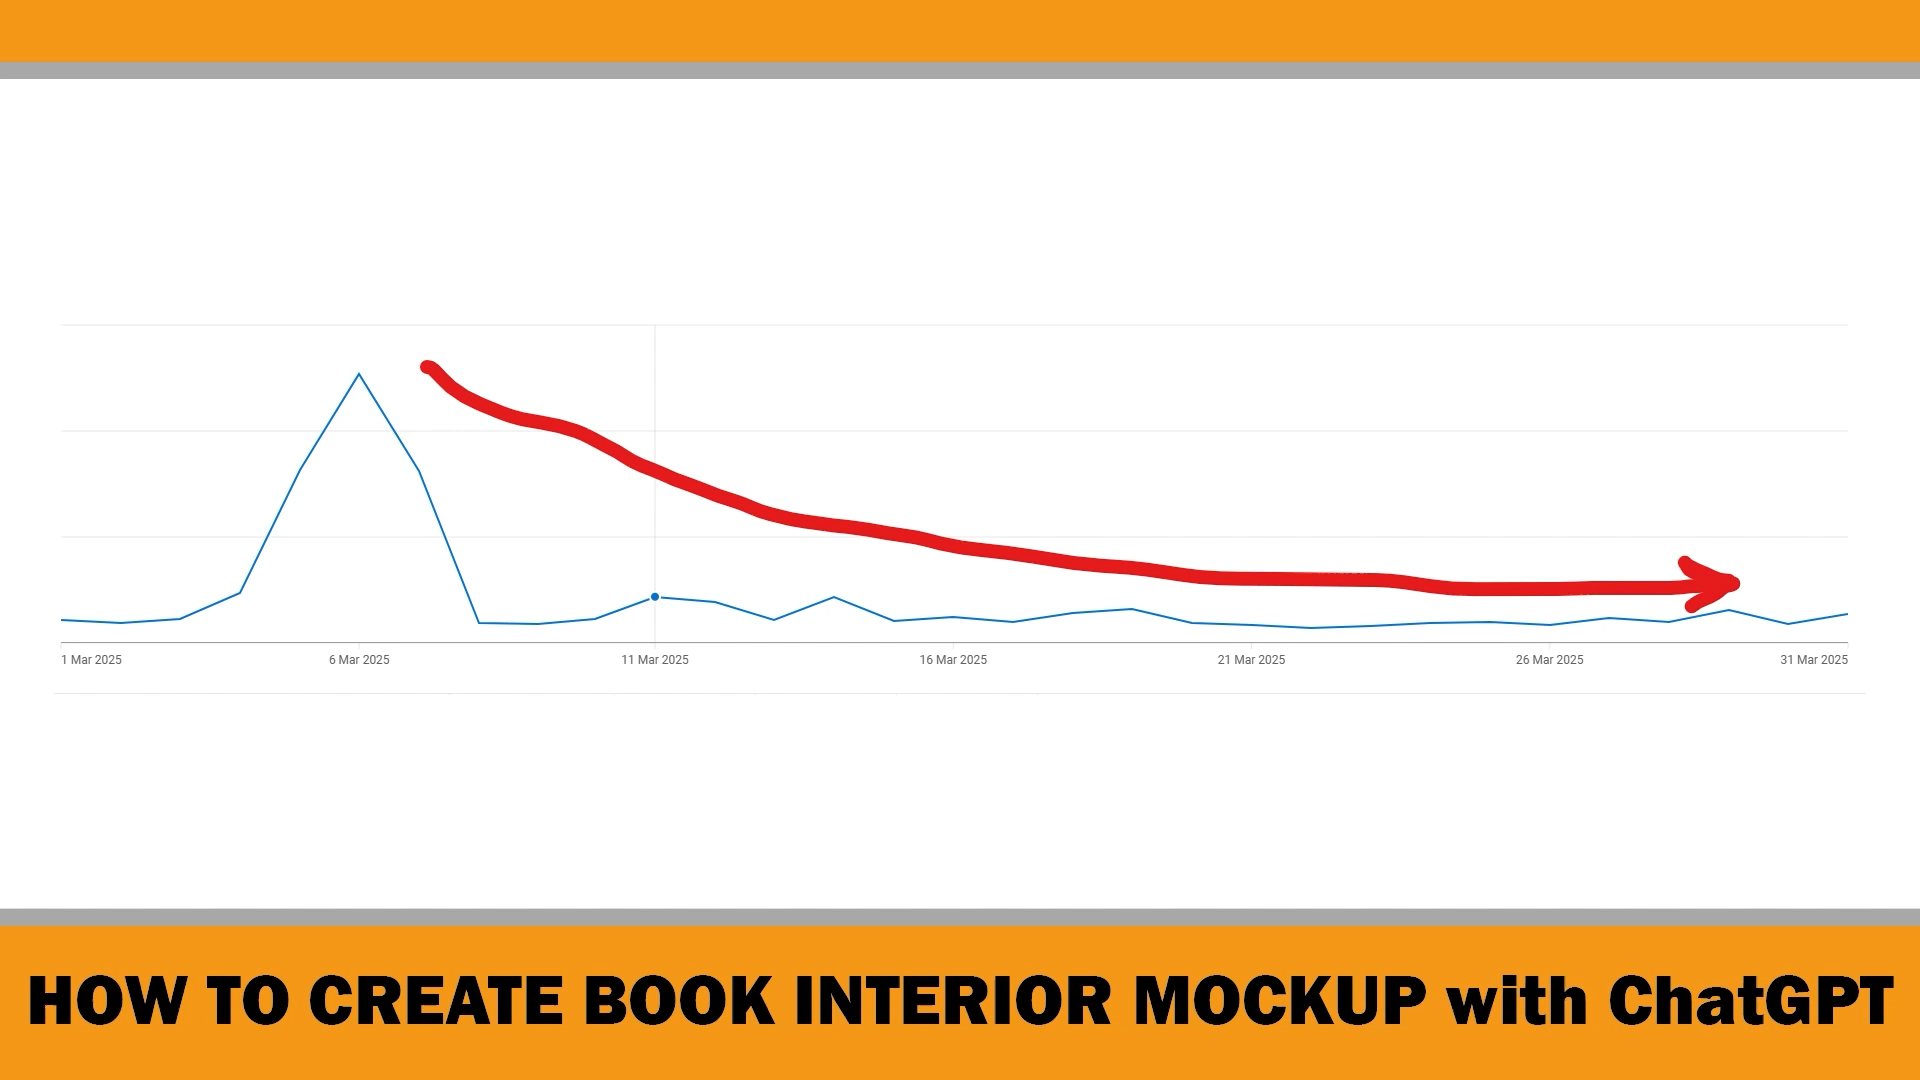 1 Mar 2025
6 Mar 2025
11 Mar 2025
16 Mar 2025
21 Mar 2025
26 Mar 2025
31 Mar 2025
HOW TO CREATE BOOK INTERIOR MOCKUP with ChatGPT